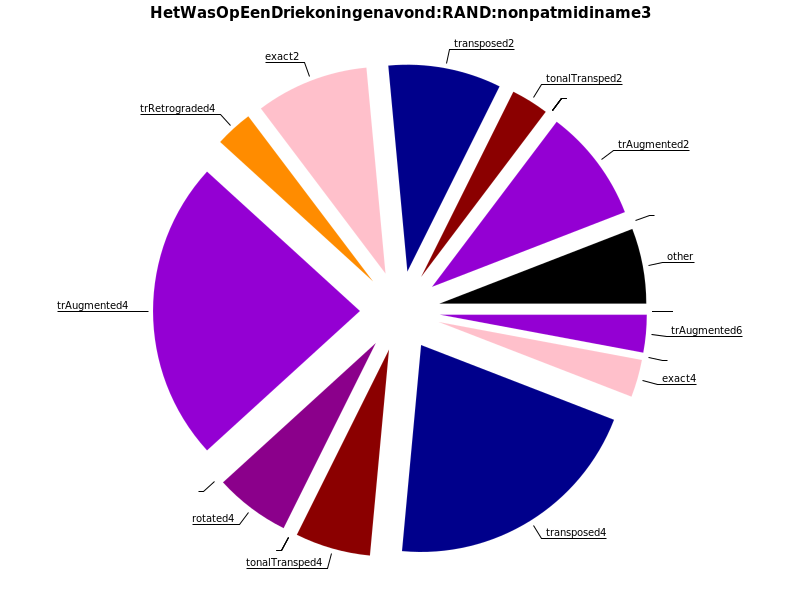 HetWasOpEenDriekoningenavond:RAND:nonpatmidiname3
transposed2
exact2
tonalTransped2
trRetrograded4
trAugmented2
other
trAugmented4
trAugmented6
exact4
rotated4
transposed4
tonalTransped4